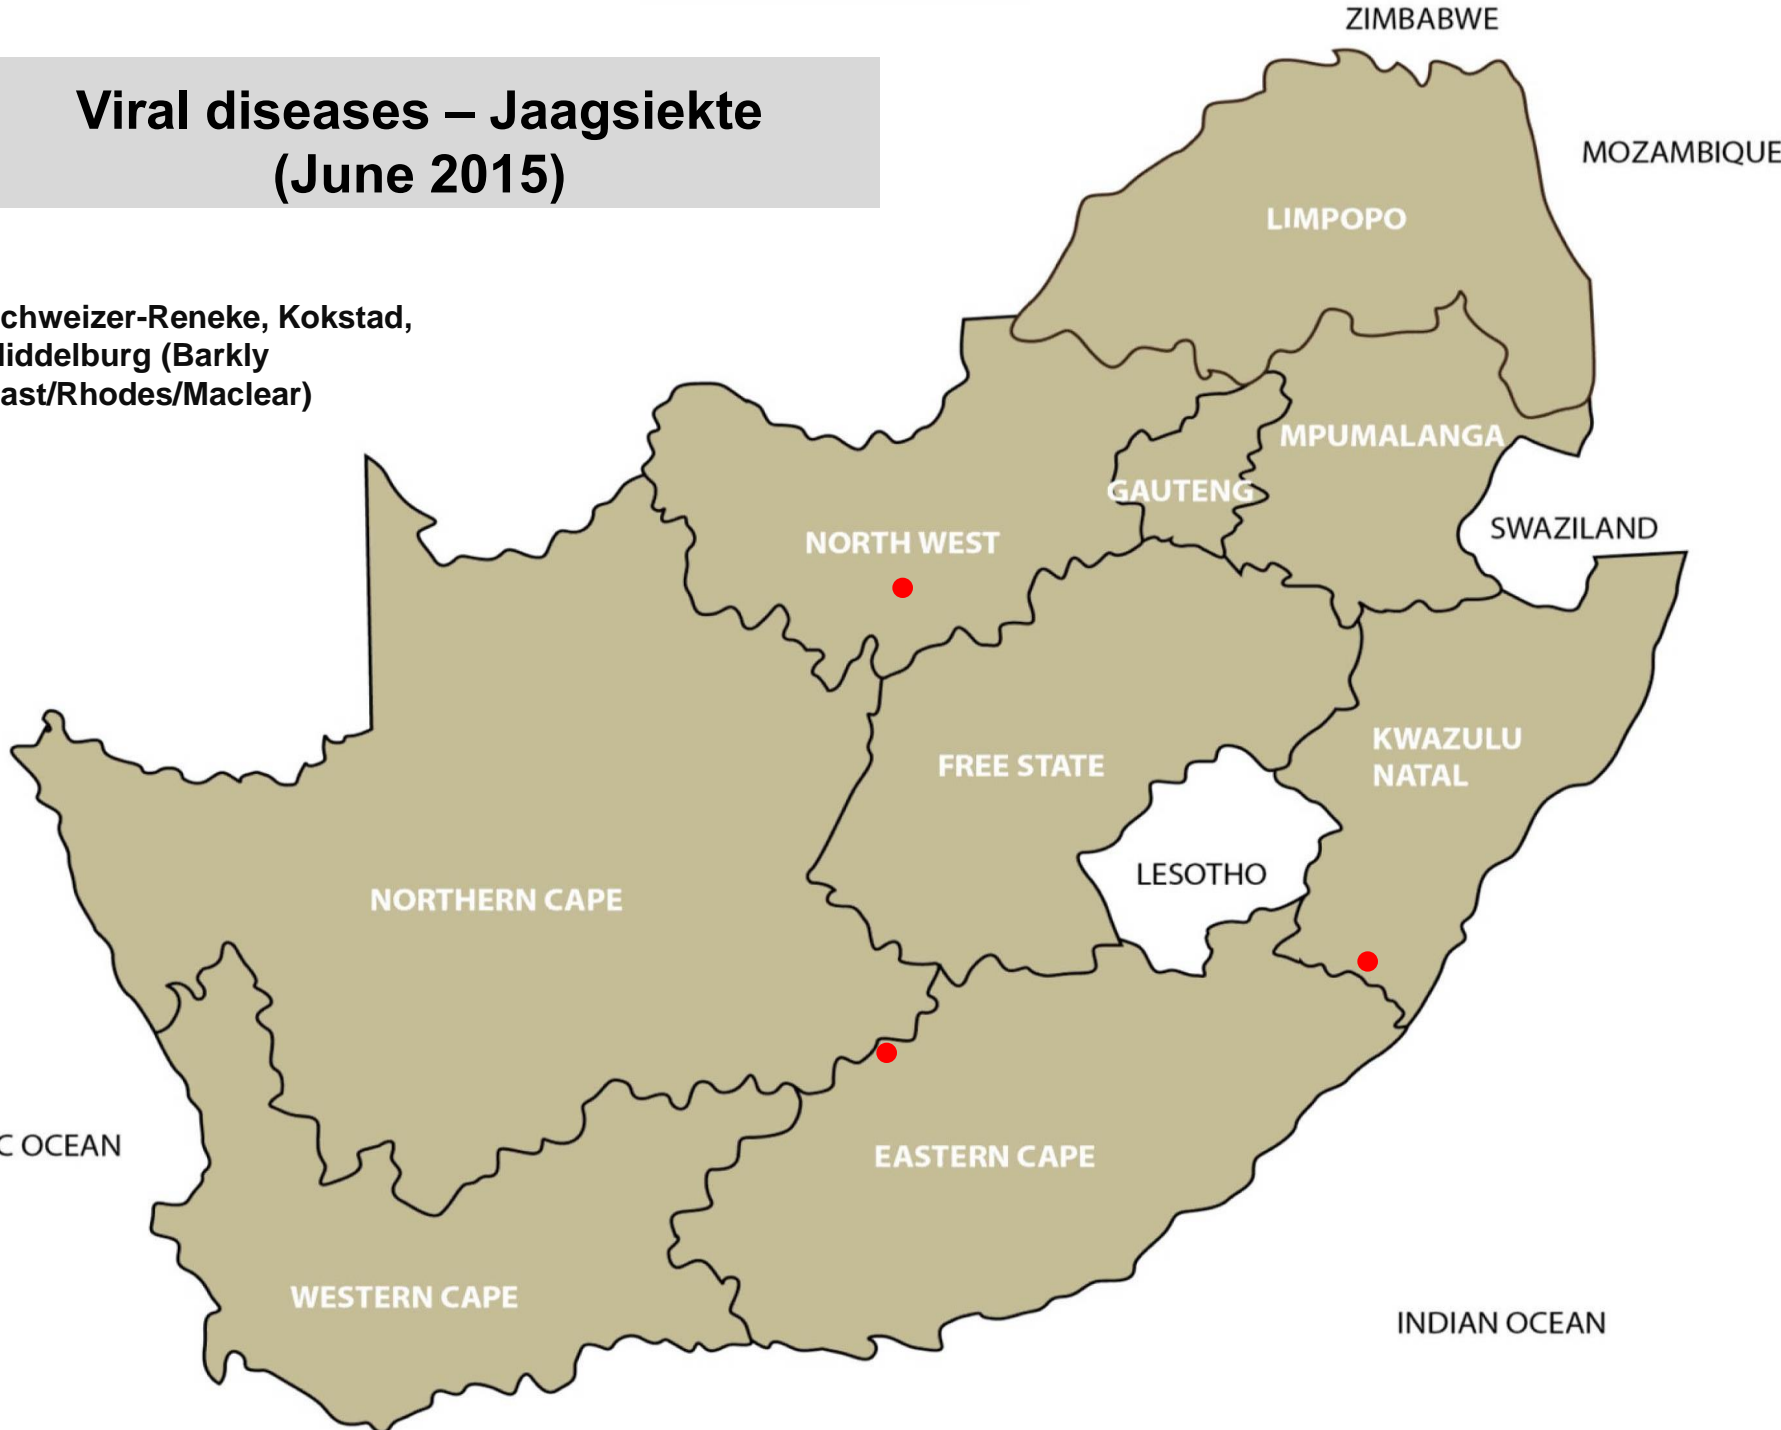 ZIMBABWE
Viral diseases – Jaagsiekte
(June 2015)
MOZAMBIQUE
LIMPOPO
chweizer-Reneke, Kokstad,
iddelburg (Barkly
ast/Rhodes/Maclear)
MPUMALANGA
GAUTENG
SWAZILAND
NORTH WEST
KWAZULU
NATAL
FREE STATE
LESOTHO
NORTHERN CAPE
C OCEAN
EASTERN CAPE
WESTERN CAPE
INDIAN OCEAN